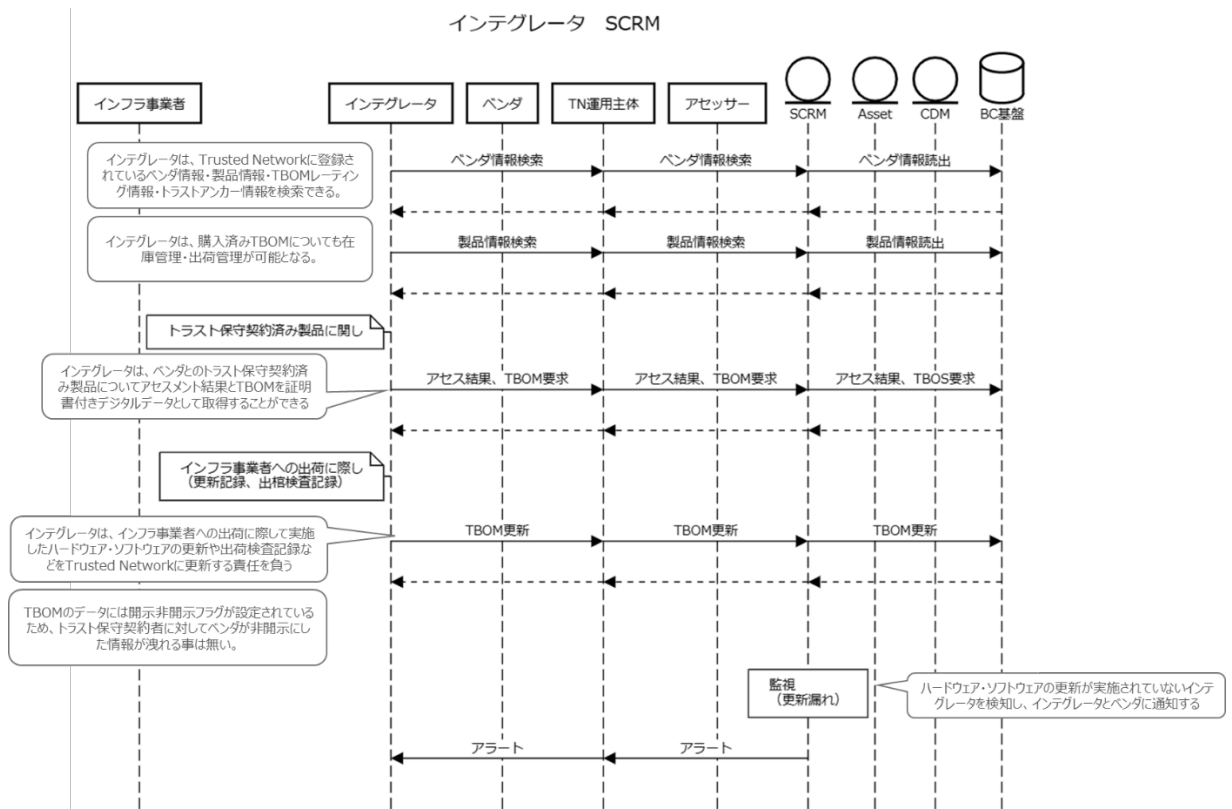 インテグレータ　SCRM
インフラ事業者
インテグレータ
ベンダ
TN運用主体
アセッサー
SCRM
Asset
CDM
BC基盤
インテグレータは、Trusted Networkに登録さ
れているベンダ情報・製品情報・TBOMレーティ
ング情報・トラストアンカー情報を検索できる。
ベンダ情報検索
ベンダ情報検索
ベンダ情報読出
インテグレータは、購入済みTBOMについても在
庫管理・出荷管理が可能となる。
製品情報検索
製品情報検索
製品情報読出
トラスト保守契約済み製品に関し
インテグレータは、ベンダとのトラスト保守契約済
み製品についてアセスメント結果とTBOMを証明
書付きデジタルデータとして取得することができる
アセス結果、TBOM要求
アセス結果、TBOM要求
アセス結果、TBOS要求
インフラ事業者への出荷に際し
（更新記録、出棺検査記録）
インテグレータは、インフラ事業者への出荷に際して実施
したハードウェア・ソフトウェアの更新や出荷検査記録な
どをTrusted Networkに更新する責任を負う
TBOM更新
TBOM更新
TBOM更新
TBOMのデータには開示非開示フラグが設定されている
ため、トラスト保守契約者に対してベンダが非開示にし
た情報が洩れる事は無い。
監視
（更新漏れ）
ハードウェア・ソフトウェアの更新が実施されていないインテ
グレータを検知し、インテグレータとベンダに通知する
アラート
アラート